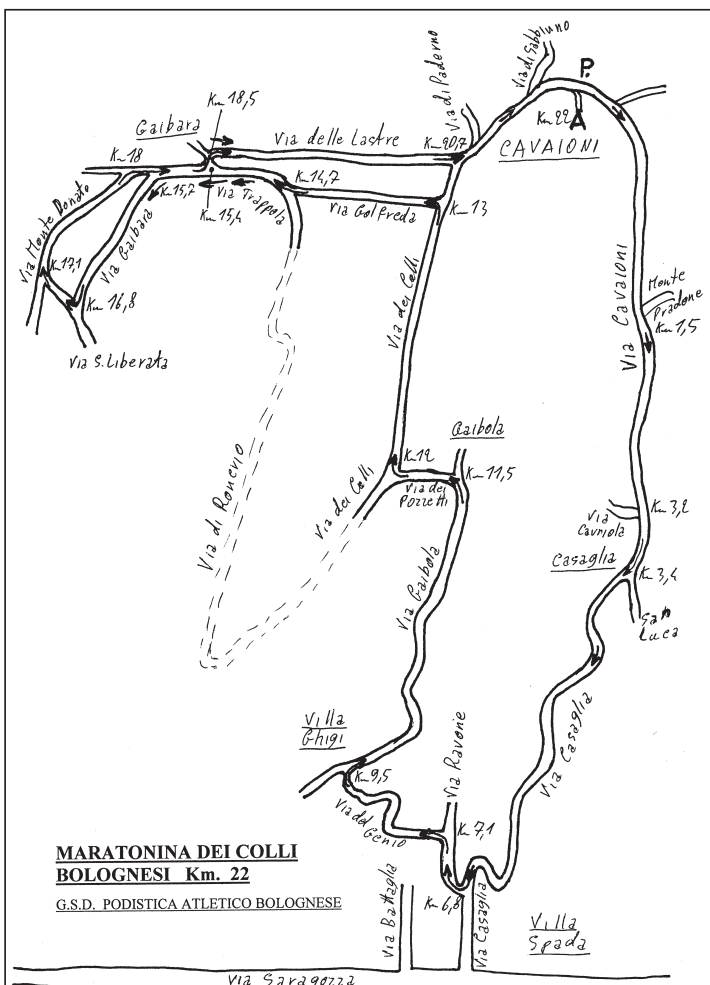 Via di Paderno
Via di Sabbiuno
P.
Km 18,5
Gaibara
Via delle Lastre
Km 20,7
Km 22
A
CAVAIONI
Km 18
Km 14,7
Km 15,7
Via Trappola
Km 15,4
Via Golfreda
Km 13
Via Monte Donato
Via Gaibara
Km 17,1
Km 16,8
Via S. Liberata
Via dei Colli
Via Cavaioni
Monte
Pradone
Km 1,5
Gaibola
Km 12
Km 11,5
Via dei
Pozzetti
Via di Roncrio
Via dei Colli
Km 3,2
Via
Cavriola
Casaglia
Km 3,4
San
Luca
Via Gaibola
Villa
Ghigi
Km 9,5
Via Ravone
Via Casaglia
Via del Genio
Km 7,1
MARATONINA DEI COLLI
BOLOGNESI Km. 22
G.S.D. PODISTICA ATLETICO BOLOGNESE
Km 6,8
Via Battaglia
Via Casaglia
Villa
Spada
Via Saragozza